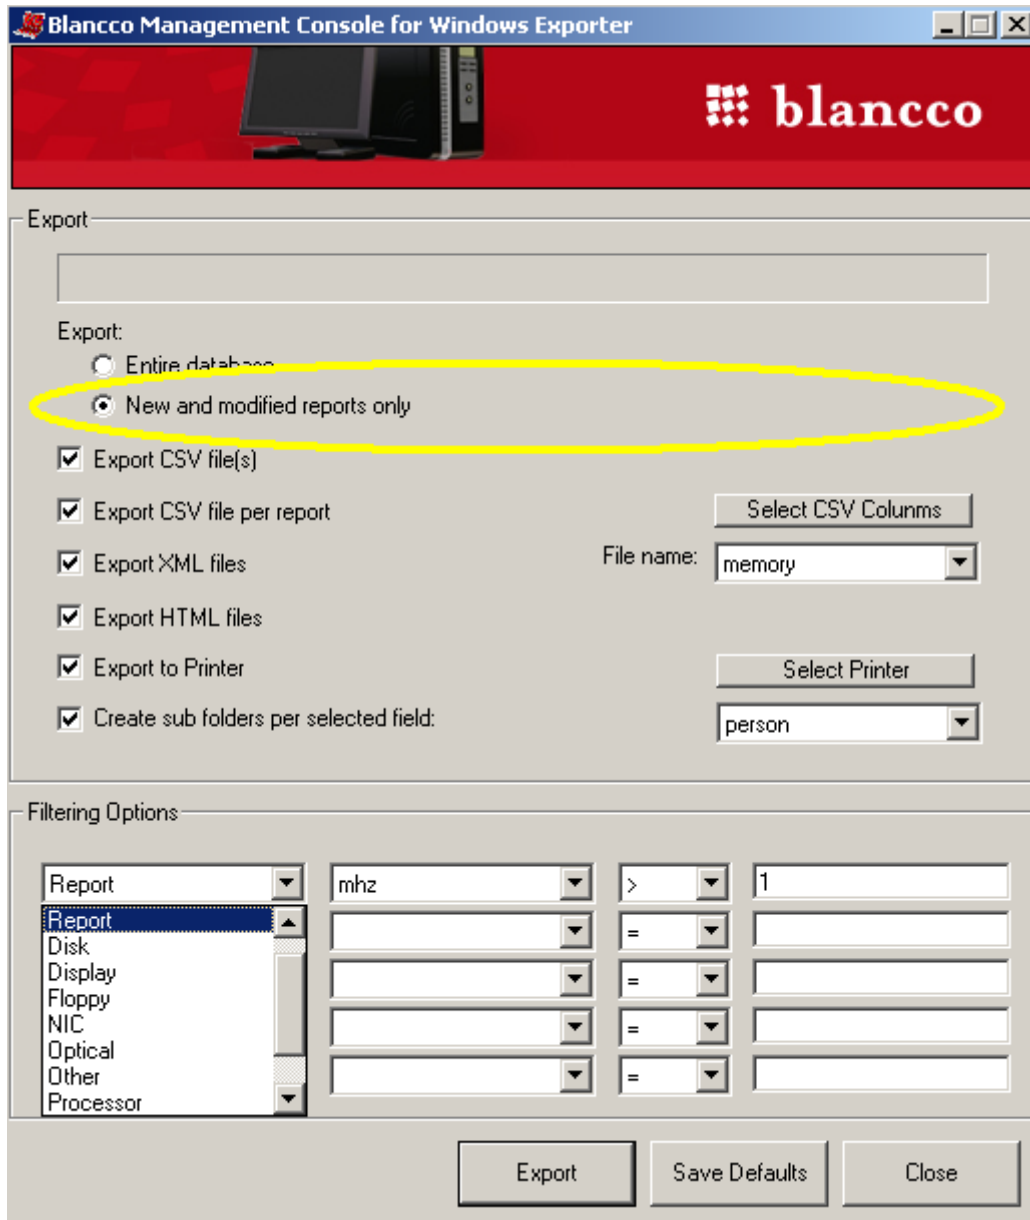 Blancco Management Console for Windows Exporter
blancco
Export
Export:
Entire database
New and modified reports only
Export CSV file(s)
Export CSV file per report
Select CSV Colunms
Export XML files
File name:
memory
Export HTML files
Export to Printer
Select Printer
Create sub folders per selected field:
person
Filtering Options
Report mhz > 1
Report
=
Disk
Display
=
Floppy
NIC
=
Optical
Other
=
Processor
Export Save Defaults Close